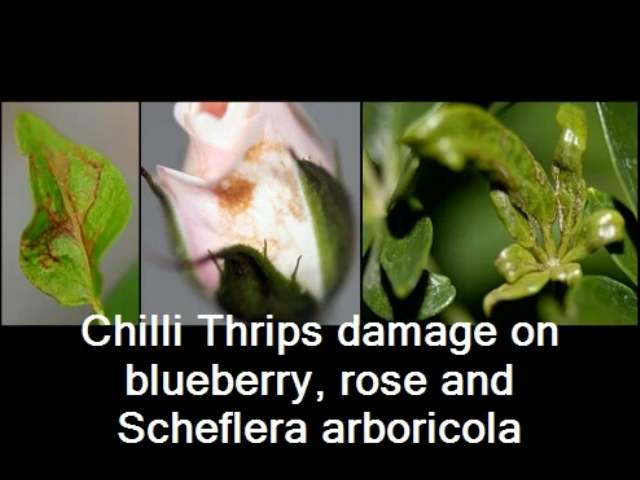 Chilli Thrips damage on
blueberry, rose and
Scheflera arboricola